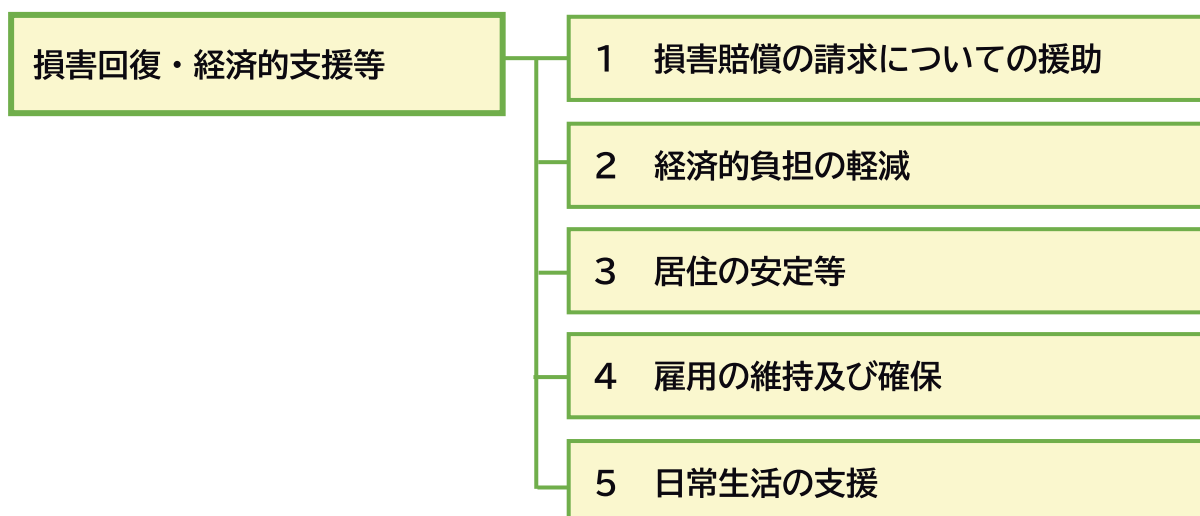 損害回復・経済的支援等
１　損害賠償の請求についての援助
２　経済的負担の軽減
３　居住の安定等
４　雇用の維持及び確保
５　日常生活の支援